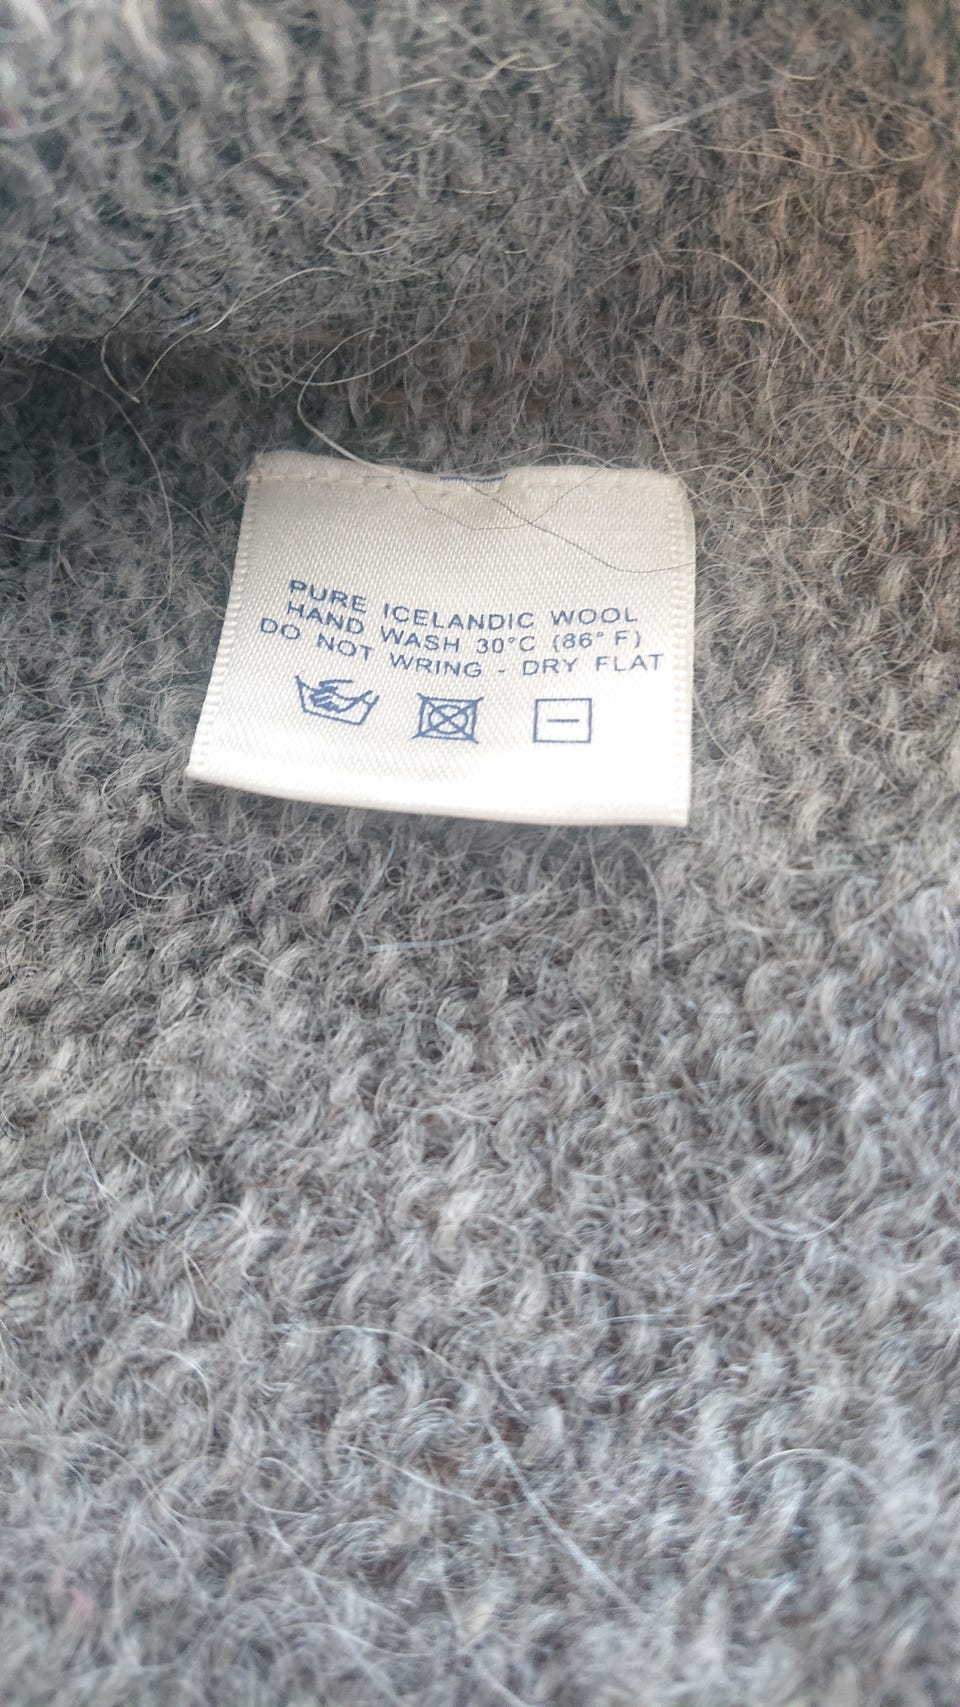 PURE ICELANDIC WOOL
HAND WASH 30°C (86°F)
DO NOT WRING - DRY FLAT